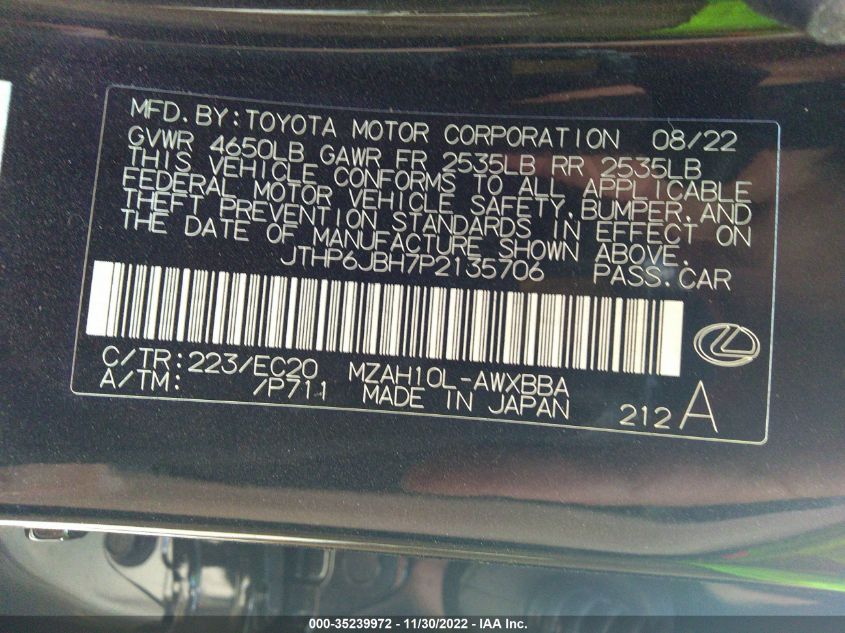 MFD. BY: TOYOTA MOTOR CORPORATION 08/22
GVWR 4650LB GAWR FR 2535LB RR 2535LB
THIS VEHICLE CONFORMS TO ALL APPLICABLE
FEDERAL MOTOR VEHICLE SAFETY, BUMPER, AND
THEFT PREVENTION STANDARDS IN EFFECT ON
THE DATE OF MANUFACTURE SHOWN ABOVE.
JTHP6JBH7P2135706 PASS. CAR
C/TR: 223/EC20 MZAH10L-AWXBBA
A/TM: /P711 MADE IN JAPAN
212 A
000-35239972 - 11/30/2022 - IAA Inc.